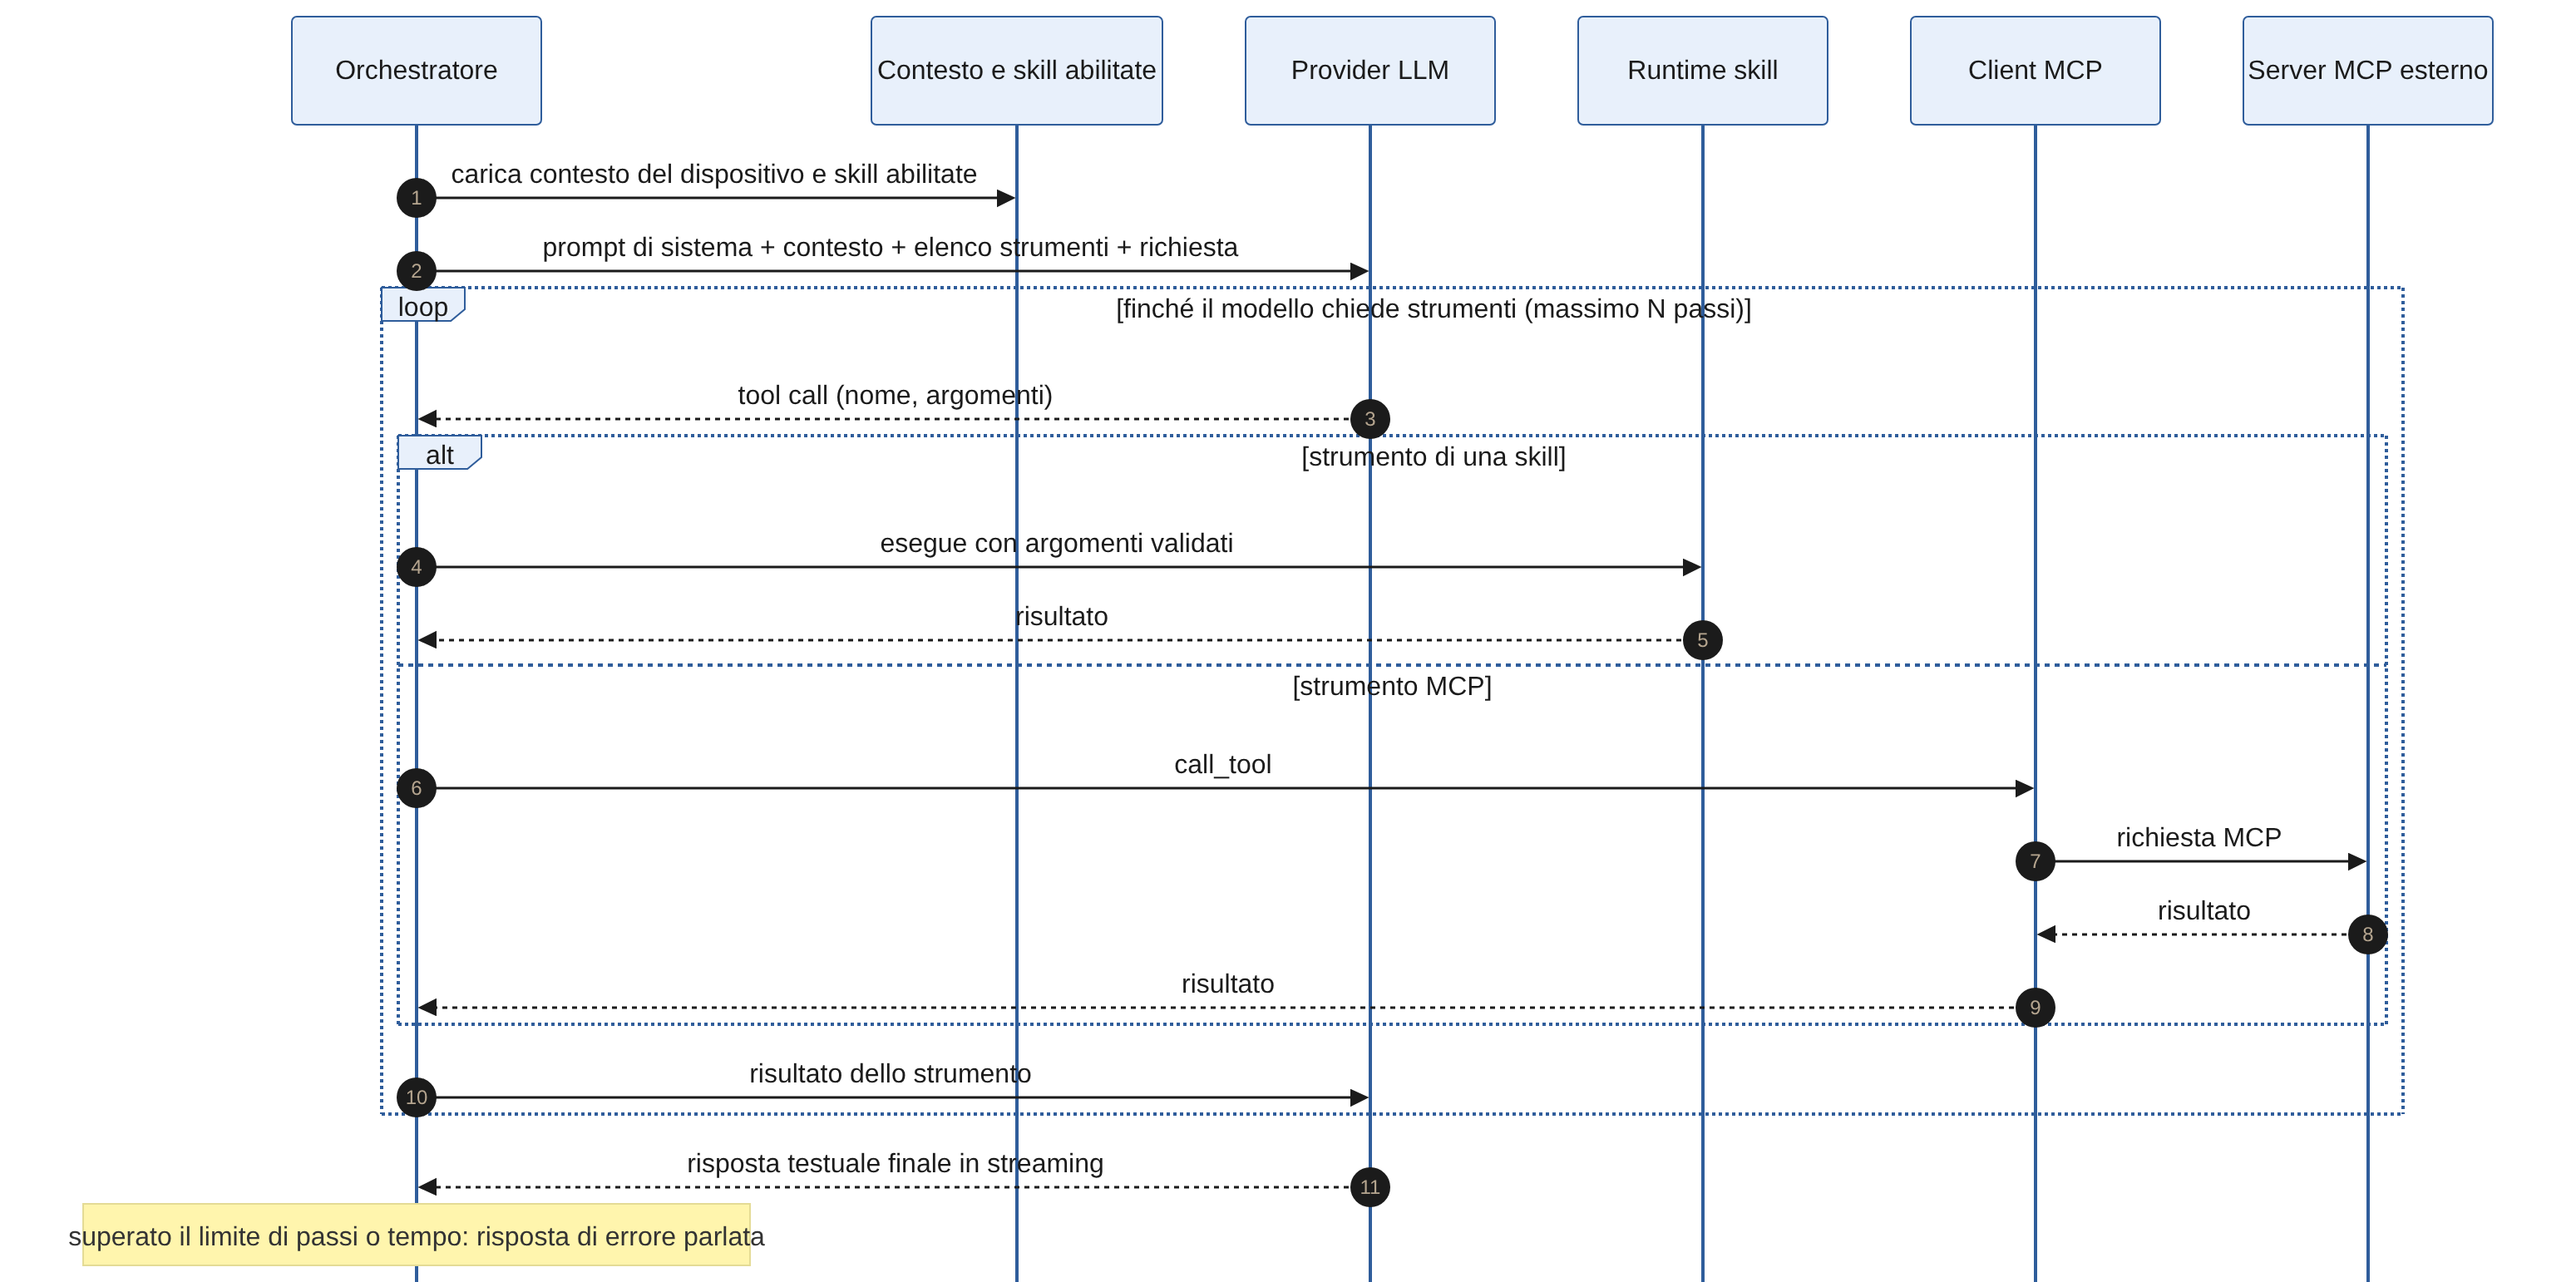 Orchestratore
Contesto e skill abilitate
Provider LLM
Runtime skill
Client MCP
Server MCP esterno
carica contesto del dispositivo e skill abilitate
1
prompt di sistema + contesto + elenco strumenti + richiesta
2
loop
[finché il modello chiede strumenti (massimo N passi)]
tool call (nome, argomenti)
3
alt
[strumento di una skill]
esegue con argomenti validati
4
risultato
5
[strumento MCP]
call_tool
6
richiesta MCP
7
risultato
8
risultato
9
risultato dello strumento
10
risposta testuale finale in streaming
11
superato il limite di passi o tempo: risposta di errore parlata